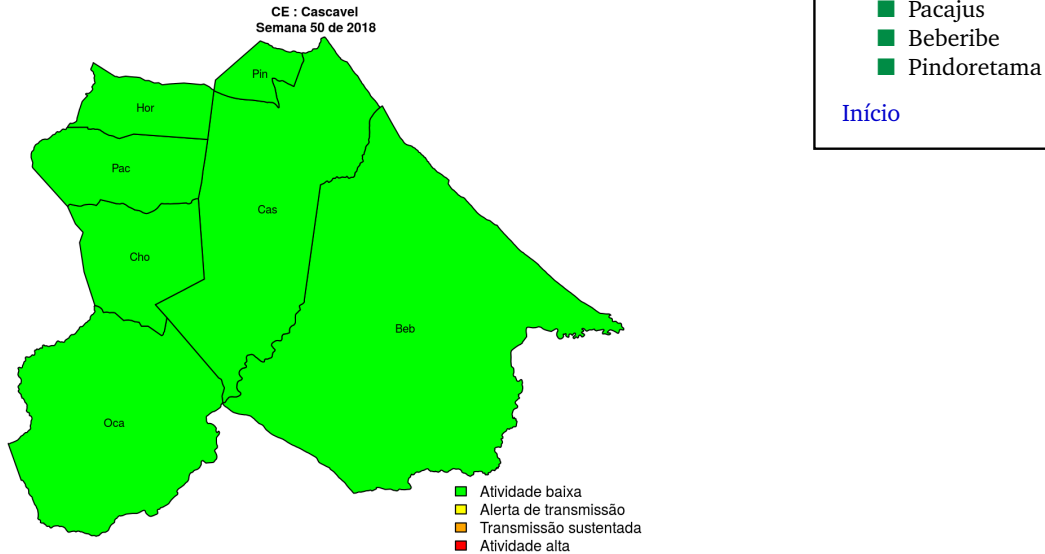 CE : Cascavel
Semana 50 de 2018
Pin
Hor
Pac
Cas
Cho
Beb
Oca
Atividade baixa
Alerta de transmissão
Transmissão sustentada
Atividade alta
Pacajus
Beberibe
Pindoretama
Início